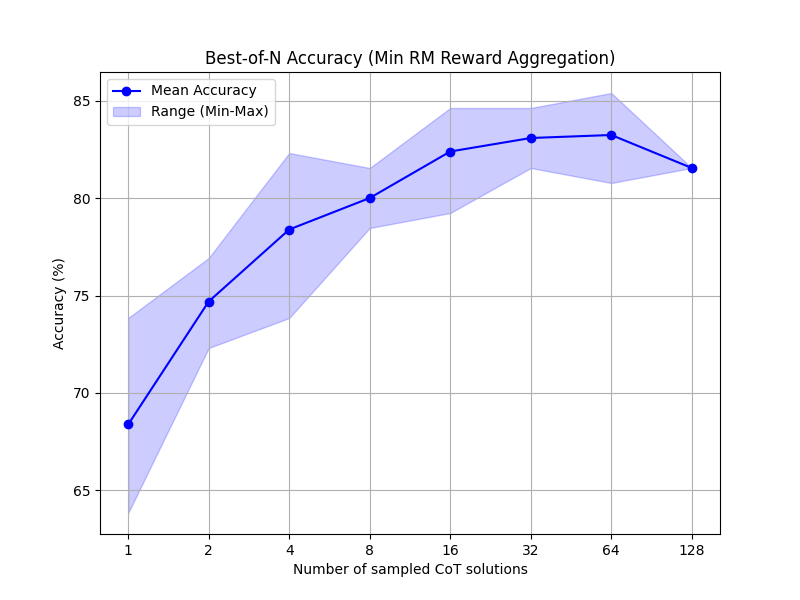 Best-of-N Accuracy (Min RM Reward Aggregation)
Mean Accuracy
Range (Min-Max)
85
80
75
70
65
Accuracy (%)
1 2 4 8 16 32 64 128
Number of sampled CoT solutions